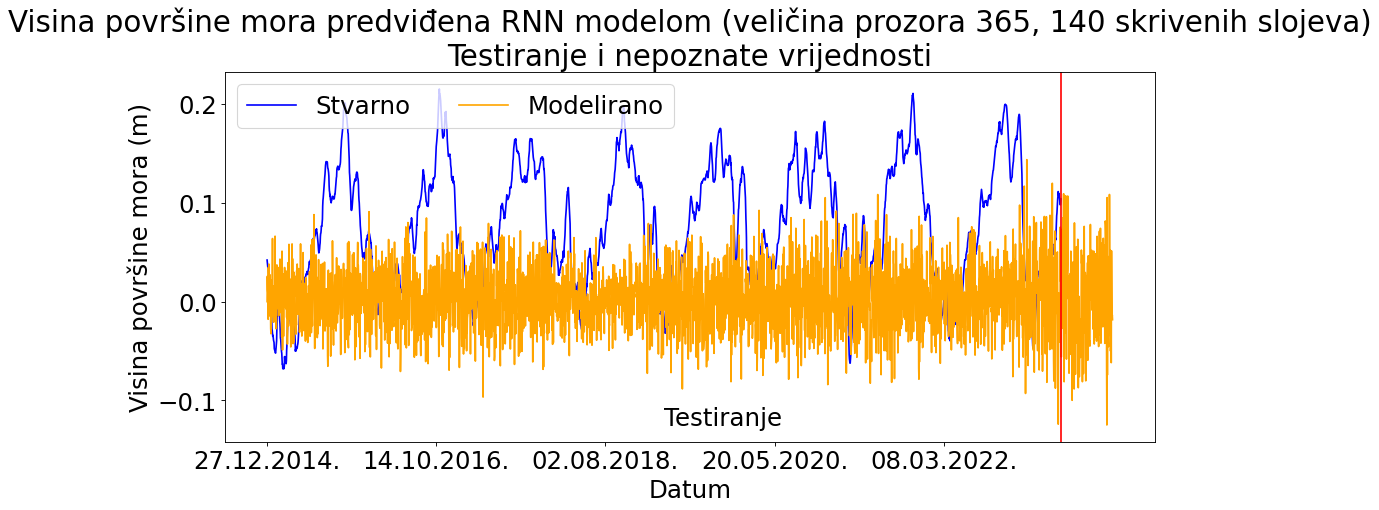 Visina površine mora predviđena RNN modelom (veličina prozora 365, 140 skrivenih slojeva)
Testiranje i nepoznate vrijednosti
Stvarno Modelirano
Visina površine mora (m)
0.2
0.1
0.0
−0.1
Testiranje
27.12.2014. 14.10.2016. 02.08.2018. 20.05.2020. 08.03.2022.
Datum